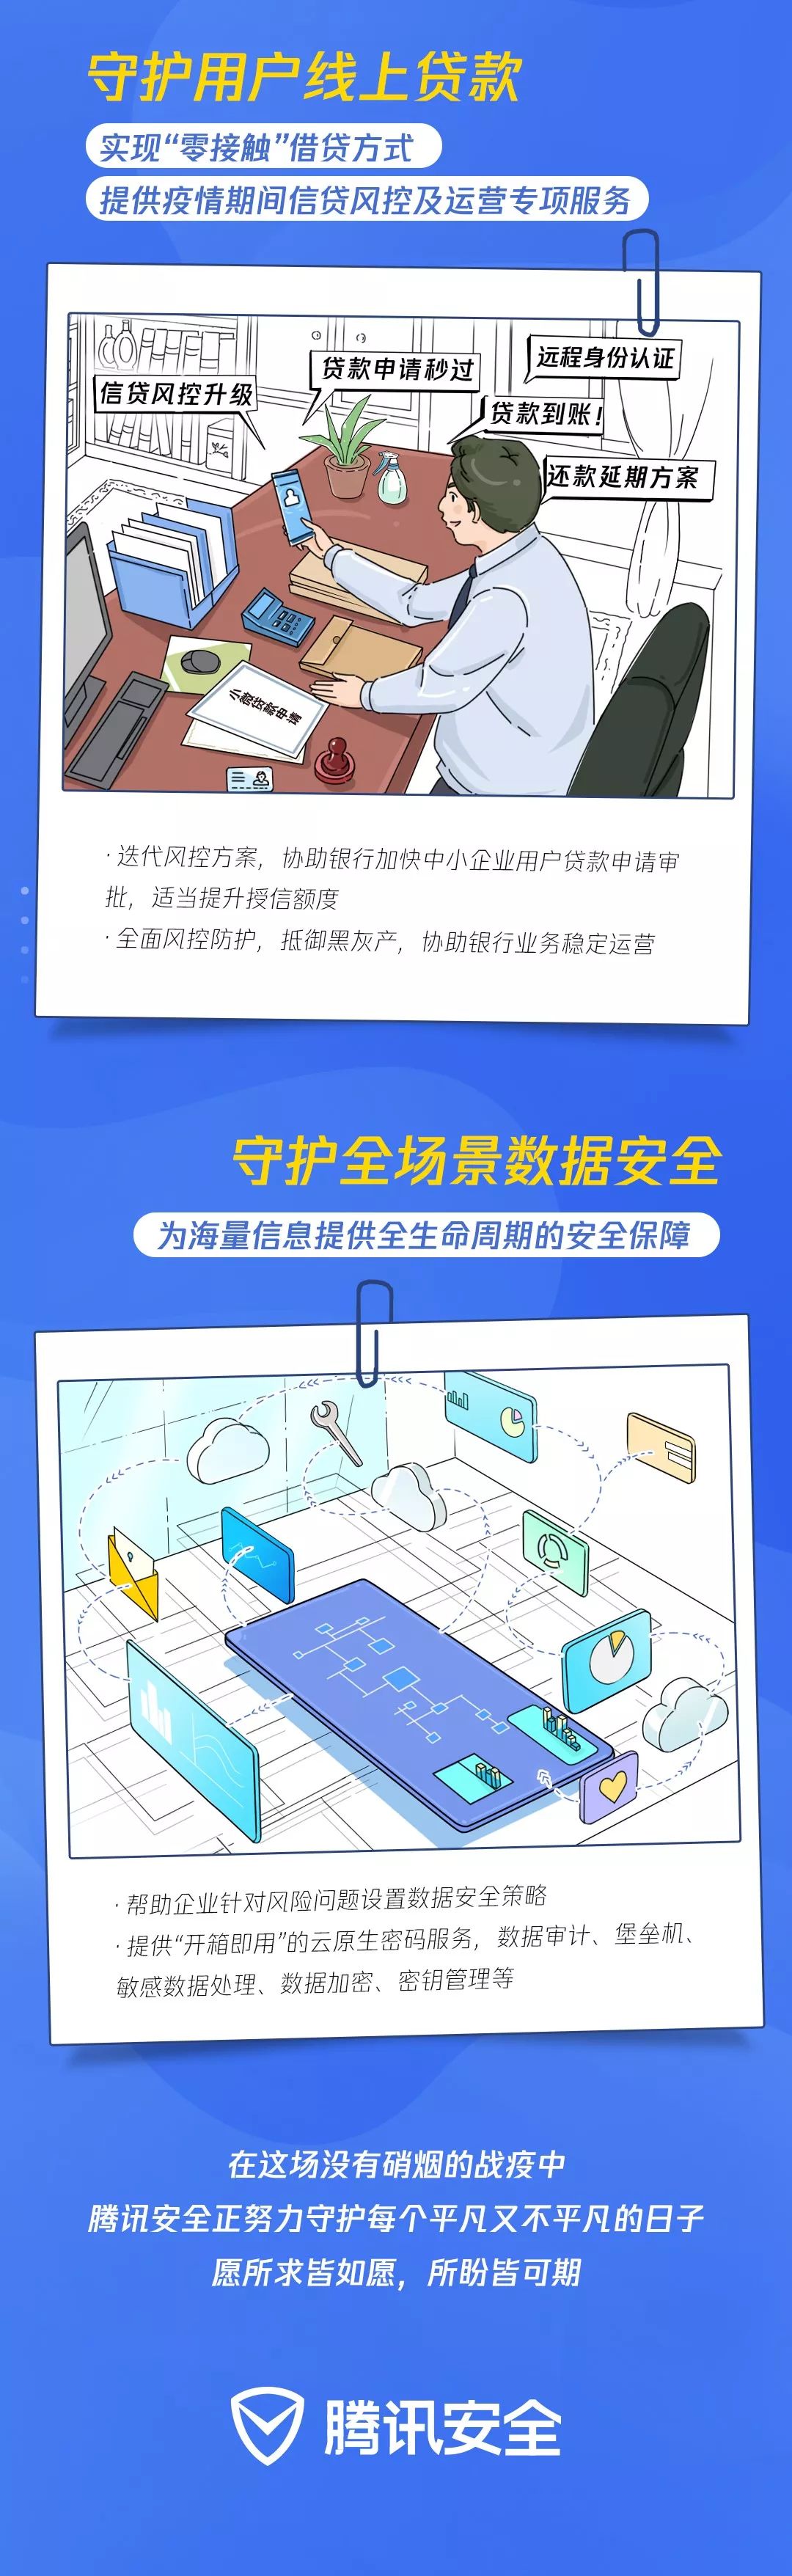 守护用户线上贷款
实现“零接触”借贷方式
提供疫情期间信贷风控及运营专项服务
远程身份认证
贷款申请秒过
信贷风控升级
贷款到账！
还款延期方案
小微贷款申请
· 迭代风控方案，协助银行加快中小企业用户贷款申请审
批，适当提升授信额度
· 全面风控防护，抵御黑灰产，协助银行业务稳定运营
守护全场景数据安全
为海量信息提供全生命周期的安全保障
· 帮助企业针对风险问题设置数据安全策略
· 提供“开箱即用”的云原生密码服务，数据审计、堡垒机、
敏感数据处理、数据加密、密钥管理等
在这场没有硝烟的战疫中
腾讯安全正努力守护每个平凡又不平凡的日子
愿所求皆如愿，所盼皆可期
腾讯安全